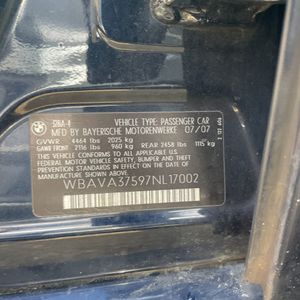 VEHICLE TYPE: PASSENGER CAR
MFD BY BAYERISCHE MOTORENWERKE 07/07
GVWR 4464 lbs 2025 kg
GAWR FRONT 2116 lbs 960 kg REAR 2458 lbs 1115 kg
THIS VEHICLE CONFORMS TO ALL APPLICABLE
FEDERAL MOTOR VEHICLE SAFETY,
BUMPER, AND THEFT PREVENTION STANDARDS
IN EFFECT ON THE DATE OF MANUFACTURE
SHOWN ABOVE.
WBAVA37597NL17002